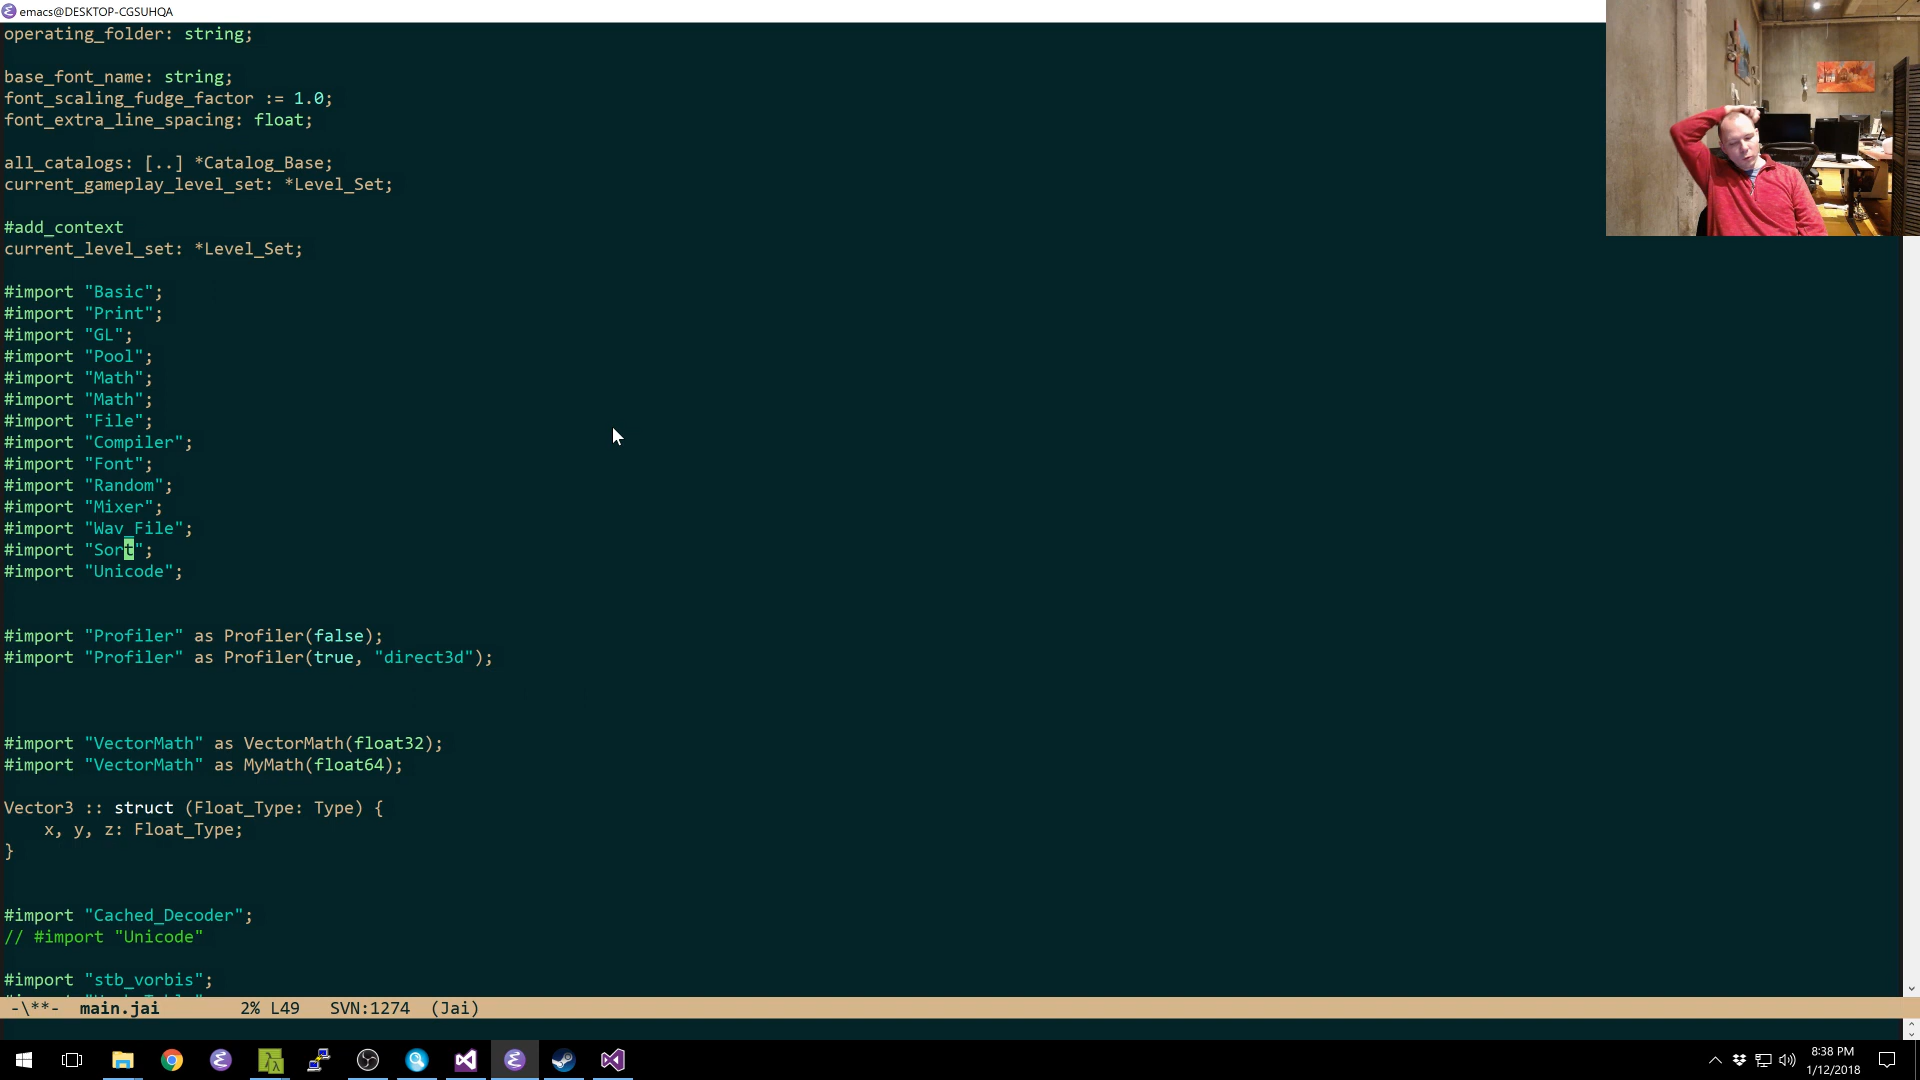 emacs@DESKTOP-CGSUHQA
operating_folder: string;
base_font_name: string;
font_scaling_fudge_factor := 1.0;
font_extra_line_spacing: float;
all_catalogs: [..] *Catalog_Base;
current_gameplay_level_set: *Level_Set;
#add_context
current_level_set: *Level_Set;
#import "Basic";
#import "Print";
#import "GL";
#import "Pool";
#import "Math";
#import "Math";
#import "File";
#import "Compiler";
#import "Font";
#import "Random";
#import "Mixer";
#import "Wav_File";
#import "Sort";
#import "Unicode";
#import "Profiler" as Profiler(false);
#import "Profiler" as Profiler(true, "direct3d");
#import "VectorMath" as VectorMath(float32);
#import "VectorMath" as MyMath(float64);
Vector3 :: struct (Float_Type: Type) {
    x, y, z: Float_Type;
}
#import "Cached_Decoder";
// #import "Unicode"
#import "stb_vorbis";
-\**-  main.jai        2% L49   SVN:1274  (Jai)
8:38 PM
1/12/2018